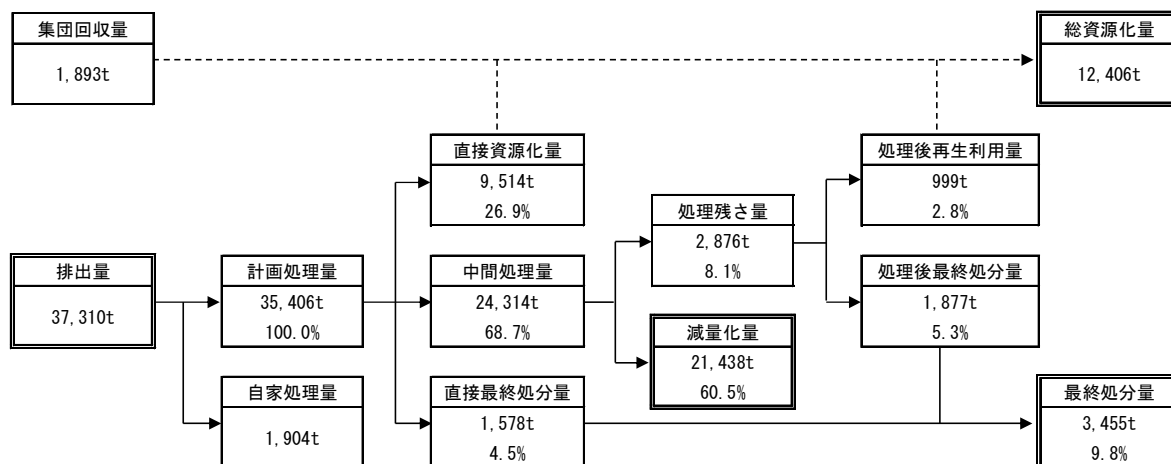 集団回収量
1,893t
総資源化量
12,406t
直接資源化量
9,514t
26.9%
処理後再生利用量
999t
2.8%
処理残さ量
2,876t
8.1%
排出量
37,310t
計画処理量
35,406t
100.0%
中間処理量
24,314t
68.7%
処理後最終処分量
1,877t
5.3%
減量化量
21,438t
60.5%
自家処理量
1,904t
直接最終処分量
1,578t
4.5%
最終処分量
3,455t
9.8%